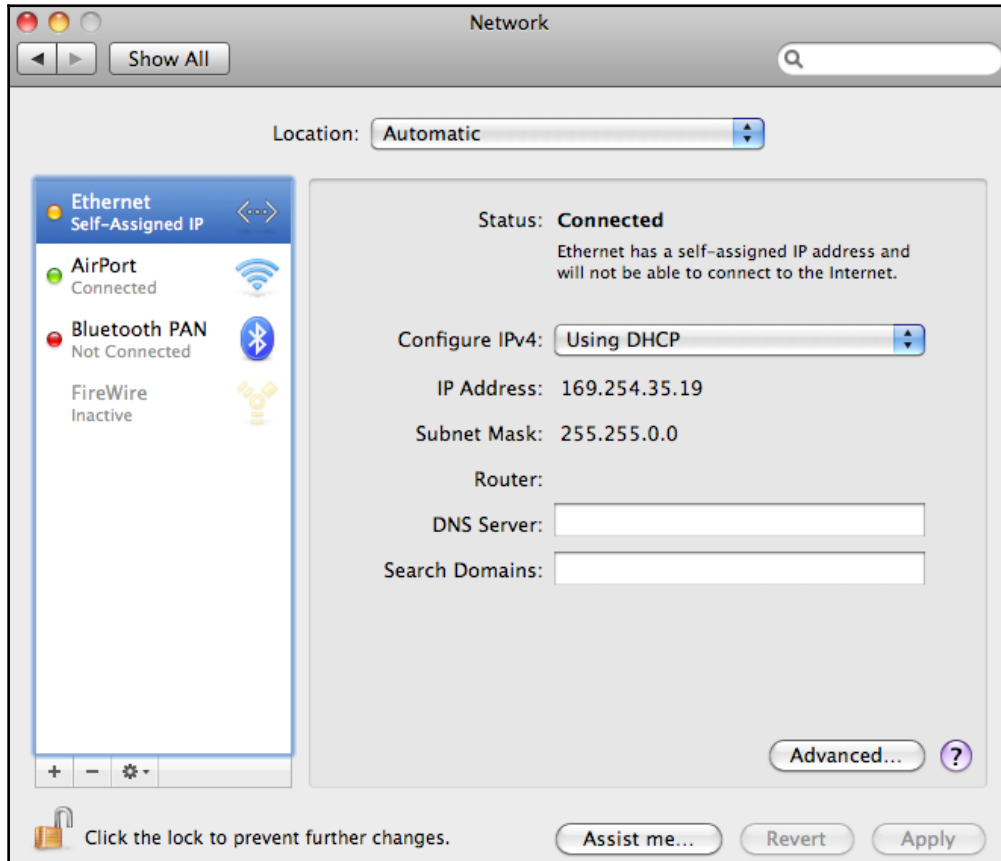 Network
Show All
Location: Automatic
Ethernet
Self-Assigned IP
AirPort
Connected
Bluetooth PAN
Not Connected
FireWire
Inactive
Status: Connected
Ethernet has a self-assigned IP address and
will not be able to connect to the Internet.
Configure IPv4: Using DHCP
IP Address: 169.254.35.19
Subnet Mask: 255.255.0.0
Router:
DNS Server:
Search Domains:
Advanced... ?
+ −
Click the lock to prevent further changes.
Assist me... Revert Apply